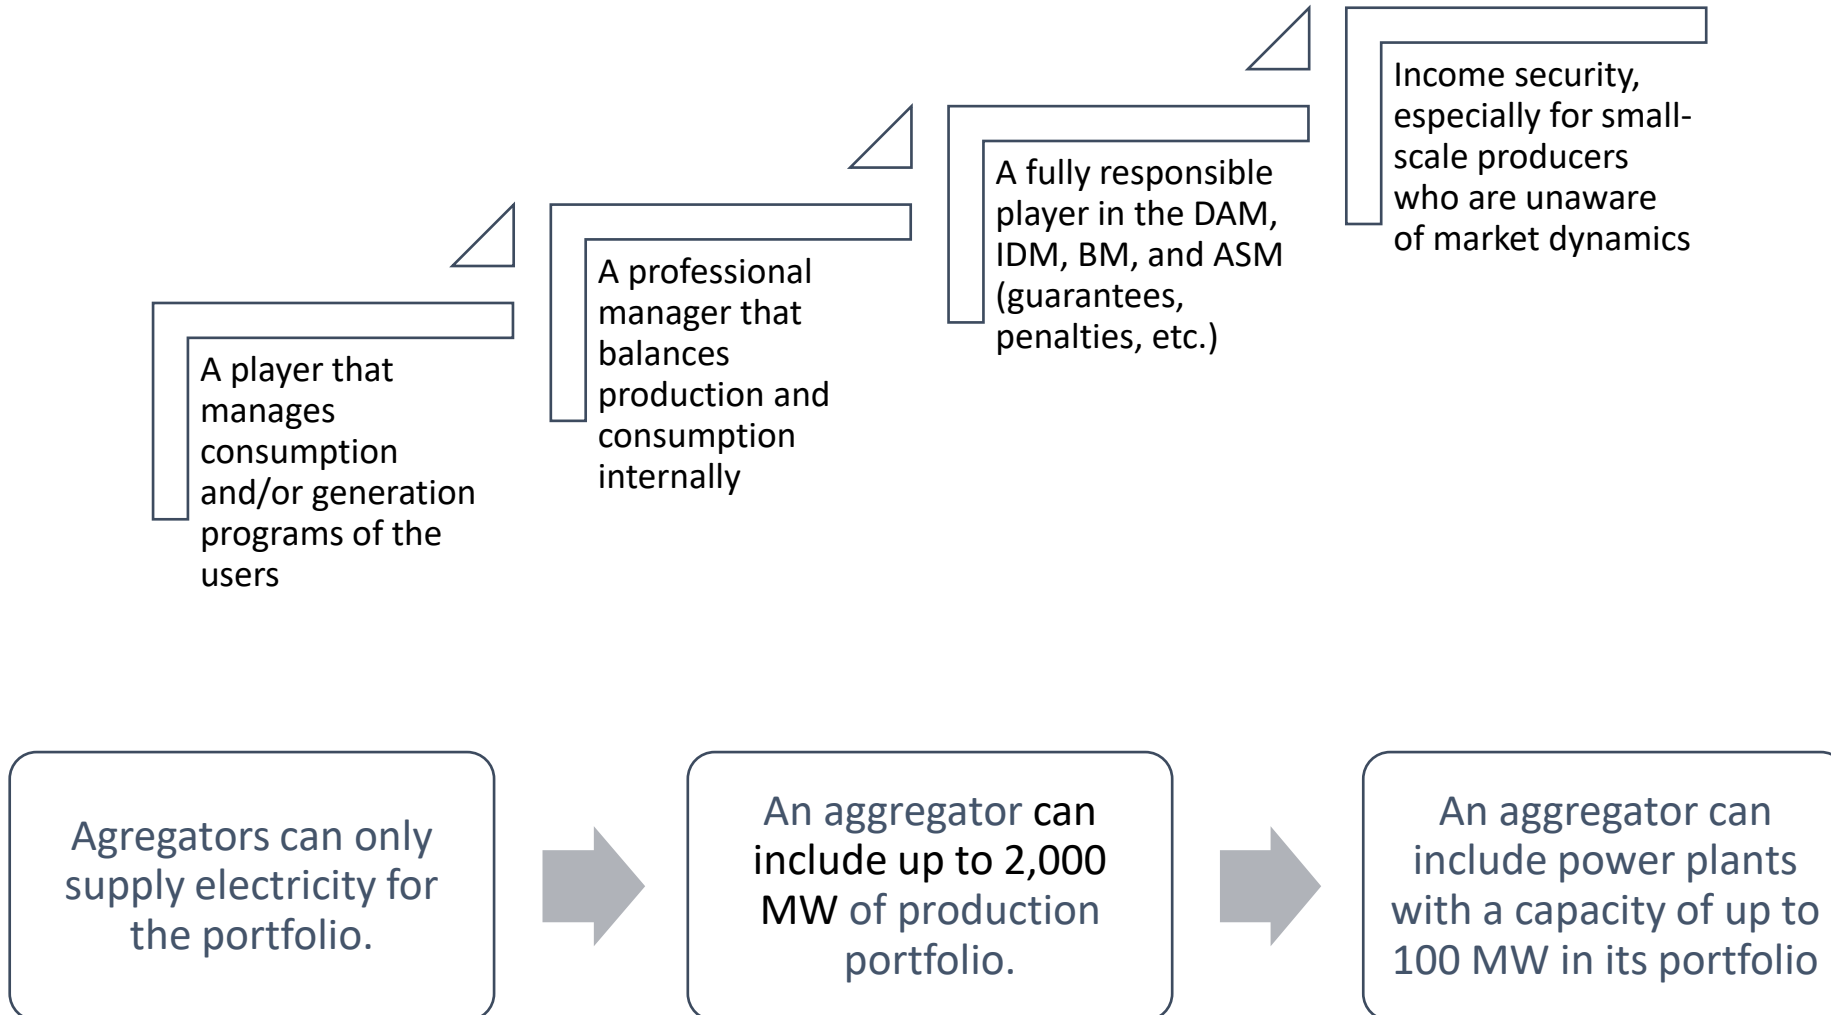 A player that
manages
consumption
and/or generation
programs of the
users
A professional
manager that
balances
production and
consumption
internally
A fully responsible
player in the DAM,
IDM, BM, and ASM
(guarantees,
penalties, etc.)
Income security,
especially for small-
scale producers
who are unaware
of market dynamics
Agregators can only
supply electricity for
the portfolio.
An aggregator can
include up to 2,000
MW of production
portfolio.
An aggregator can
include power plants
with a capacity of up to
100 MW in its portfolio